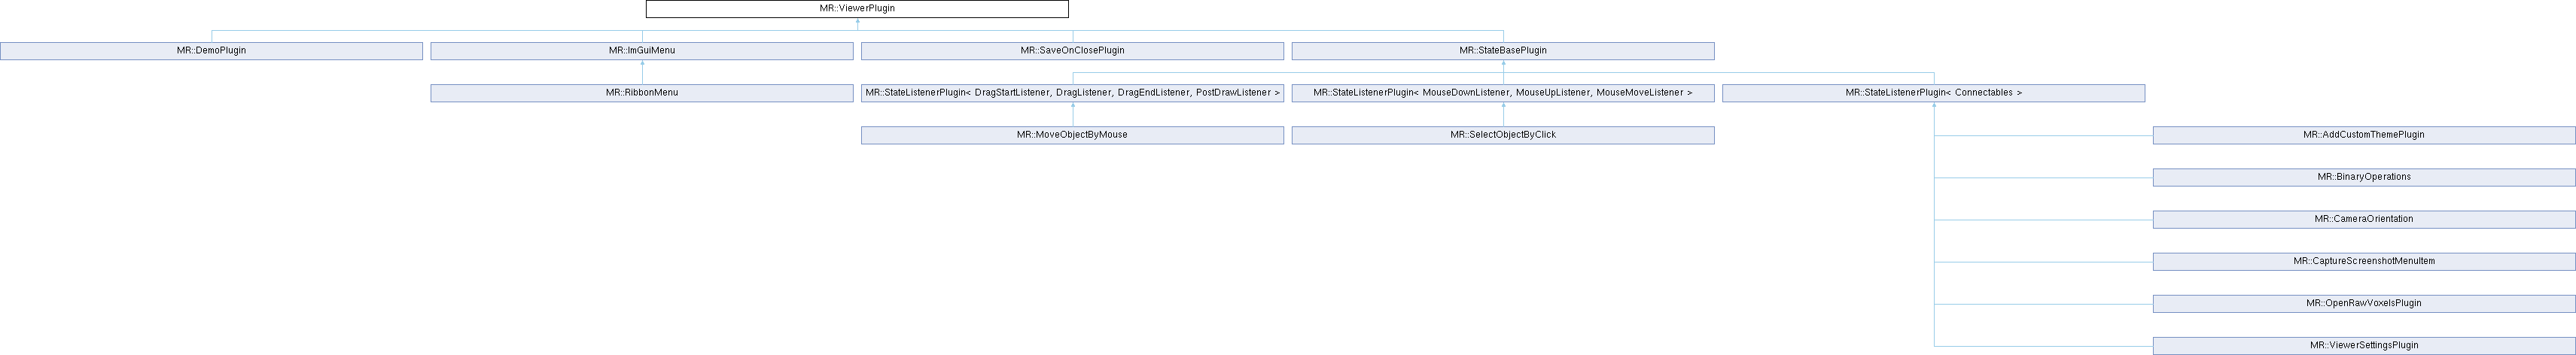 MR::ViewerPlugin
MR::DemoPlugin
MR::ImGuiMenu
MR::SaveOnClosePlugin
MR::StateBasePlugin
MR::RibbonMenu
MR::StateListenerPlugin< DragStartListener, DragListener, DragEndListener, PostDrawListener >
MR::StateListenerPlugin< MouseDownListener, MouseUpListener, MouseMoveListener >
MR::StateListenerPlugin< Connectables >
MR::MoveObjectByMouse
MR::SelectObjectByClick
MR::AddCustomThemePlugin
MR::BinaryOperations
MR::CameraOrientation
MR::CaptureScreenshotMenuItem
MR::OpenRawVoxelsPlugin
MR::ViewerSettingsPlugin